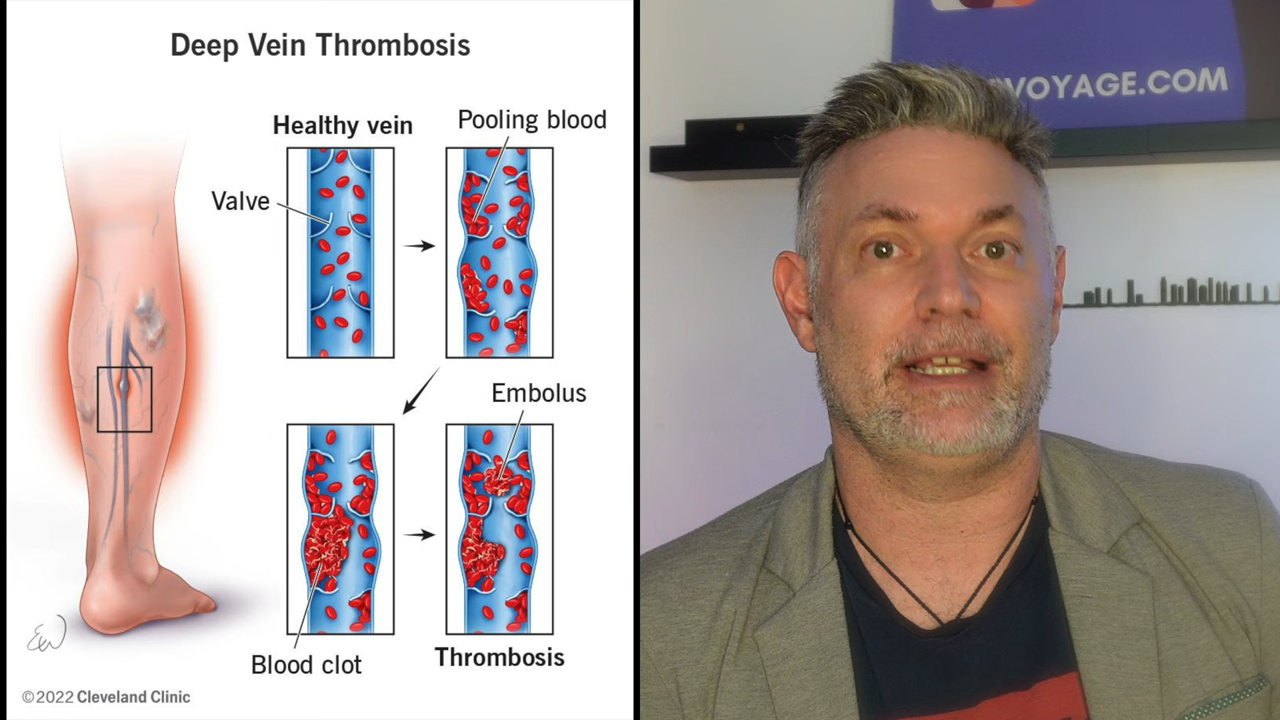 Deep Vein Thrombosis
Healthy vein
Pooling blood
Valve
Embolus
Blood clot
Thrombosis
©2022 Cleveland Clinic
VOYAGE.COM